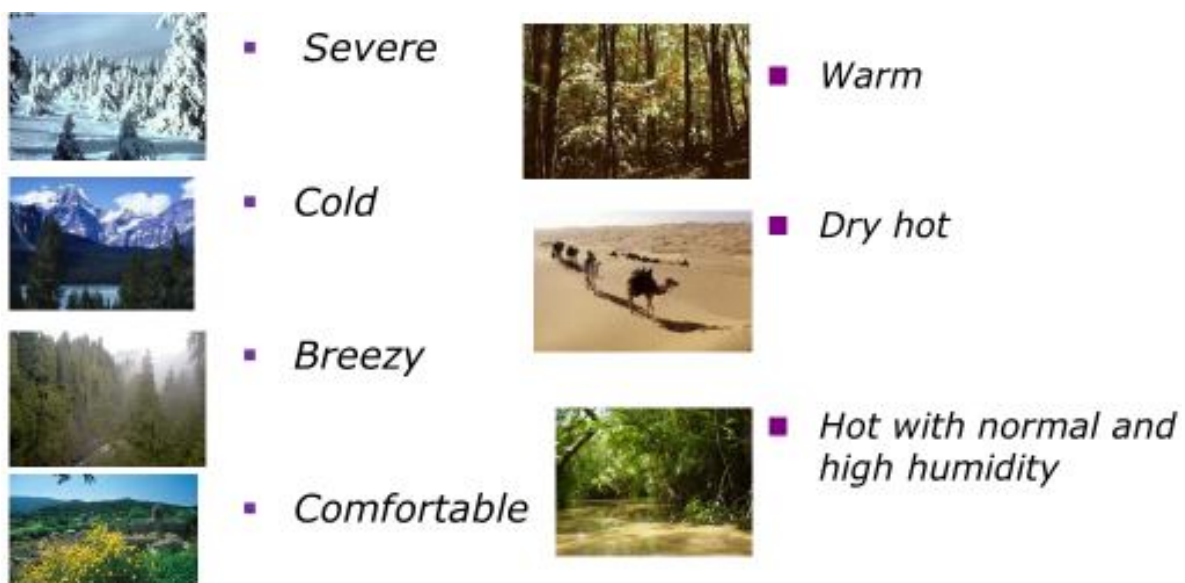 Severe
Cold
Breezy
Comfortable
Warm
Dry hot
Hot with normal and
high humidity